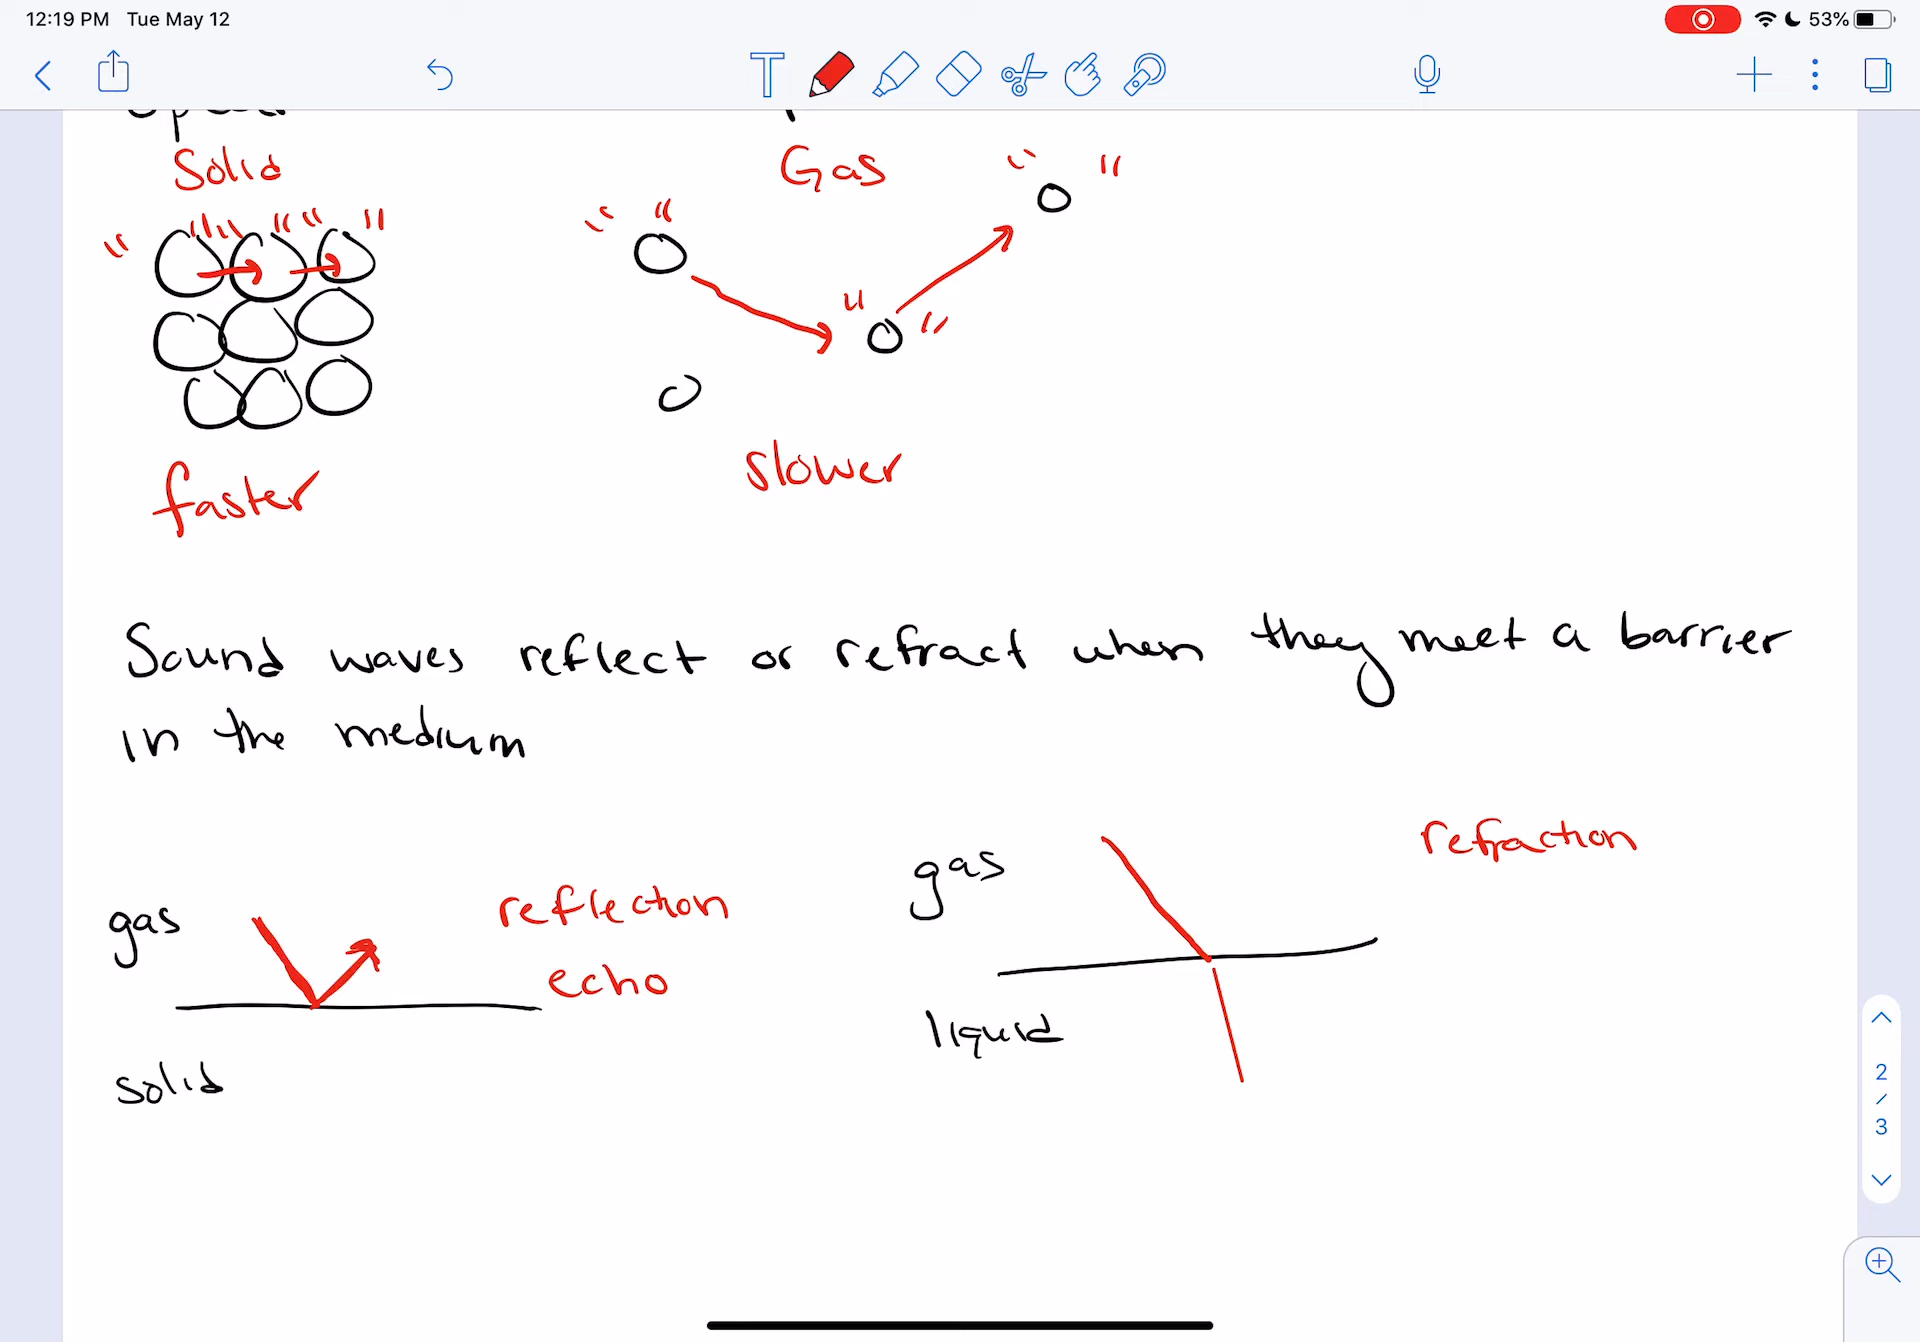 12:19 PM Tue May 12
53%
T
Solid
Gas
faster
slower
Sound waves reflect or refract when they meet a barrier
in the medium
gas
reflection
echo
solid
gas
refraction
liquid
2
/
3